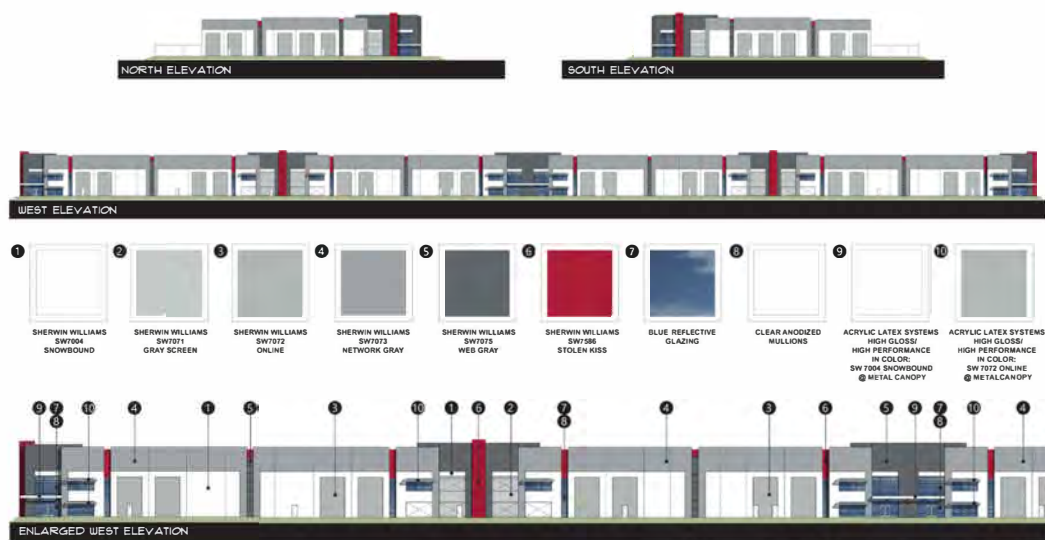 NORTH ELEVATION
SOUTH ELEVATION
WEST ELEVATION
1
SHERWIN WILLIAMS
SW7004
SNOWBOUND
2
SHERWIN WILLIAMS
SW7071
GRAY SCREEN
3
SHERWIN WILLIAMS
SW7072
ONLINE
4
SHERWIN WILLIAMS
SW7073
NETWORK GRAY
5
SHERWIN WILLIAMS
SW7075
WEB GRAY
6
SHERWIN WILLIAMS
SW7586
STOLEN KISS
7
BLUE REFLECTIVE
GLAZING
8
CLEAR ANODIZED
MULLIONS
9
ACRYLIC LATEX SYSTEMS
HIGH GLOSS/
HIGH PERFORMANCE
IN COLOR:
SW 7004 SNOWBOUND
@ METAL CANOPY
10
ACRYLIC LATEX SYSTEMS
HIGH GLOSS/
HIGH PERFORMANCE
IN COLOR:
SW 7072 ONLINE
@ METALCANOPY
9 7 10 4 1 5 3 10 1 6 2 7 4 3 6 5 9 7 10 4
8 8 8
ENLARGED WEST ELEVATION